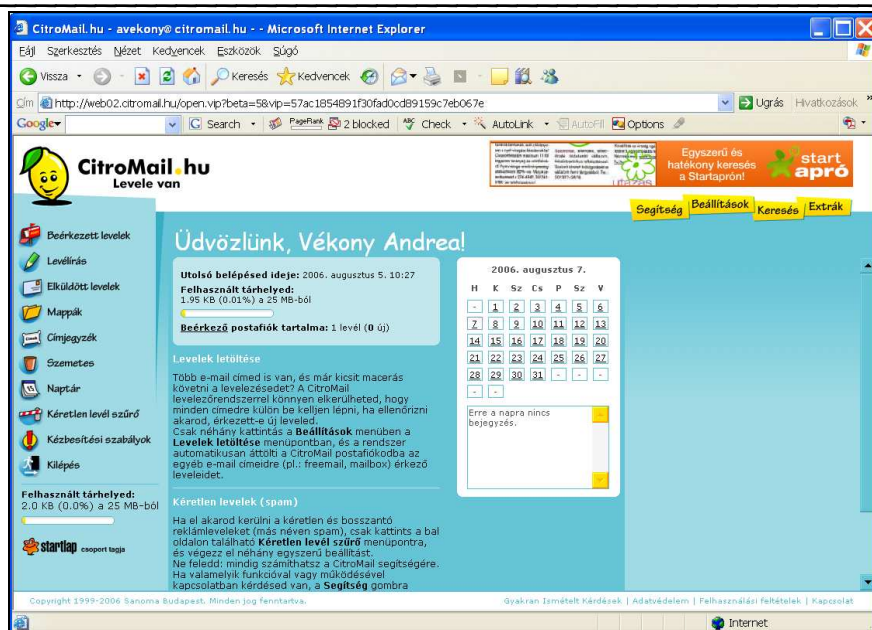 CitroMail.hu - avekony@citromail.hu - - Microsoft Internet Explorer
Fájl Szerkesztés Nézet Kedvencek Eszközök Súgó
Vissza Keresés Kedvencek
Cím http://web02.citromail.hu/open.vip?beta=5&vip=57ac1854891f30fad0cd89159c7eb067e Ugrás Hivatkozások »
Google Search PageRank 2 blocked ABC Check AutoLink AutoFill Options
CitroMail.hu
Levele van
utazás
Egyszerű és
hatékony keresés
a Startaprón!
start
apró
Segítség Beállítások Keresés Extrák
Beérkezett levelek
Levélírás
Elküldött levelek
Mappák
Címjegyzék
Szemetes
Naptár
Kéretlen levél szűrő
Kézbesítési szabályok
Kilépés
Felhasznált tárhelyed:
2.0 KB (0.0%) a 25 MB-ból
startlap csoport tagja
Üdvözlünk, Vékony Andrea!
Utolsó belépésed ideje: 2006. augusztus 5. 10:27
Felhasznált tárhelyed:
1.95 KB (0.01%) a 25 MB-ból
Beérkező postafiók tartalma: 1 levél (0 új)
Levelek letöltése
Több e-mail címed is van, és már kicsit macerás
követni a levelezésedet? A CitroMail
levelezőrendszerrel könnyen elkerülheted, hogy
minden címedre külön be kelljen lépni, ha ellenőrizni
akarod, érkezett-e új leveled.
Csak néhány kattintás a Beállítások menüben a
Levelek letöltése menüpontban, és a rendszer
automatikusan áttölti a CitroMail postafiókodba az
egyéb e-mail címeidre (pl.: freemail, mailbox) érkező
leveleidet.
Kéretlen levelek (spam)
Ha el akarod kerülni a kéretlen és bosszantó
reklámleveleket (más néven spam), csak kattints a bal
oldalon található Kéretlen levél szűrő menüpontra,
és végezz el néhány egyszerű beállítást.
Ne feledd: mindig számíthatsz a CitroMail segítségére.
Ha valamelyik funkcióval vagy működésével
kapcsolatban kérdésed van, a Segítség gombra
2006. augusztus 7.
H K Sz Cs P Sz V
- 1 2 3 4 5 6
7 8 9 10 11 12 13
14 15 16 17 18 19 20
21 22 23 24 25 26 27
28 29 30 31 - - -
- -
Erre a napra nincs
bejegyzés.
Copyright 1999-2006 Sanoma Budapest. Minden jog fenntartva. Gyakran Ismételt Kérdések | Adatvédelem | Felhasználási feltételek | Kapcsolat
Internet